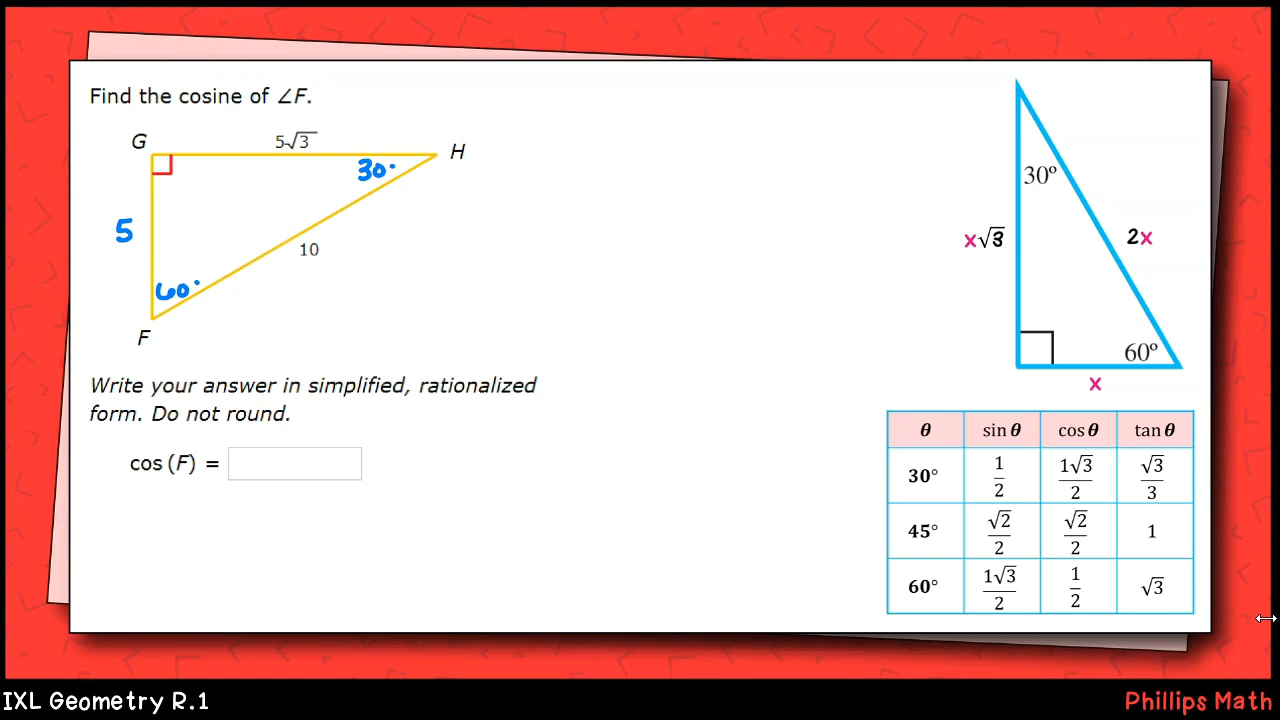 Find the cosine of ∠F.
G
5√3
H
30°
5
10
60°
F
Write your answer in simplified, rationalized
form. Do not round.
cos (F) =
30°
x√3
2x
60°
x
θ sin θ cos θ tan θ
30° 1/2 1√3/2 √3/3
45° √2/2 √2/2 1
60° 1√3/2 1/2 √3
IXL Geometry R.1
Phillips Math